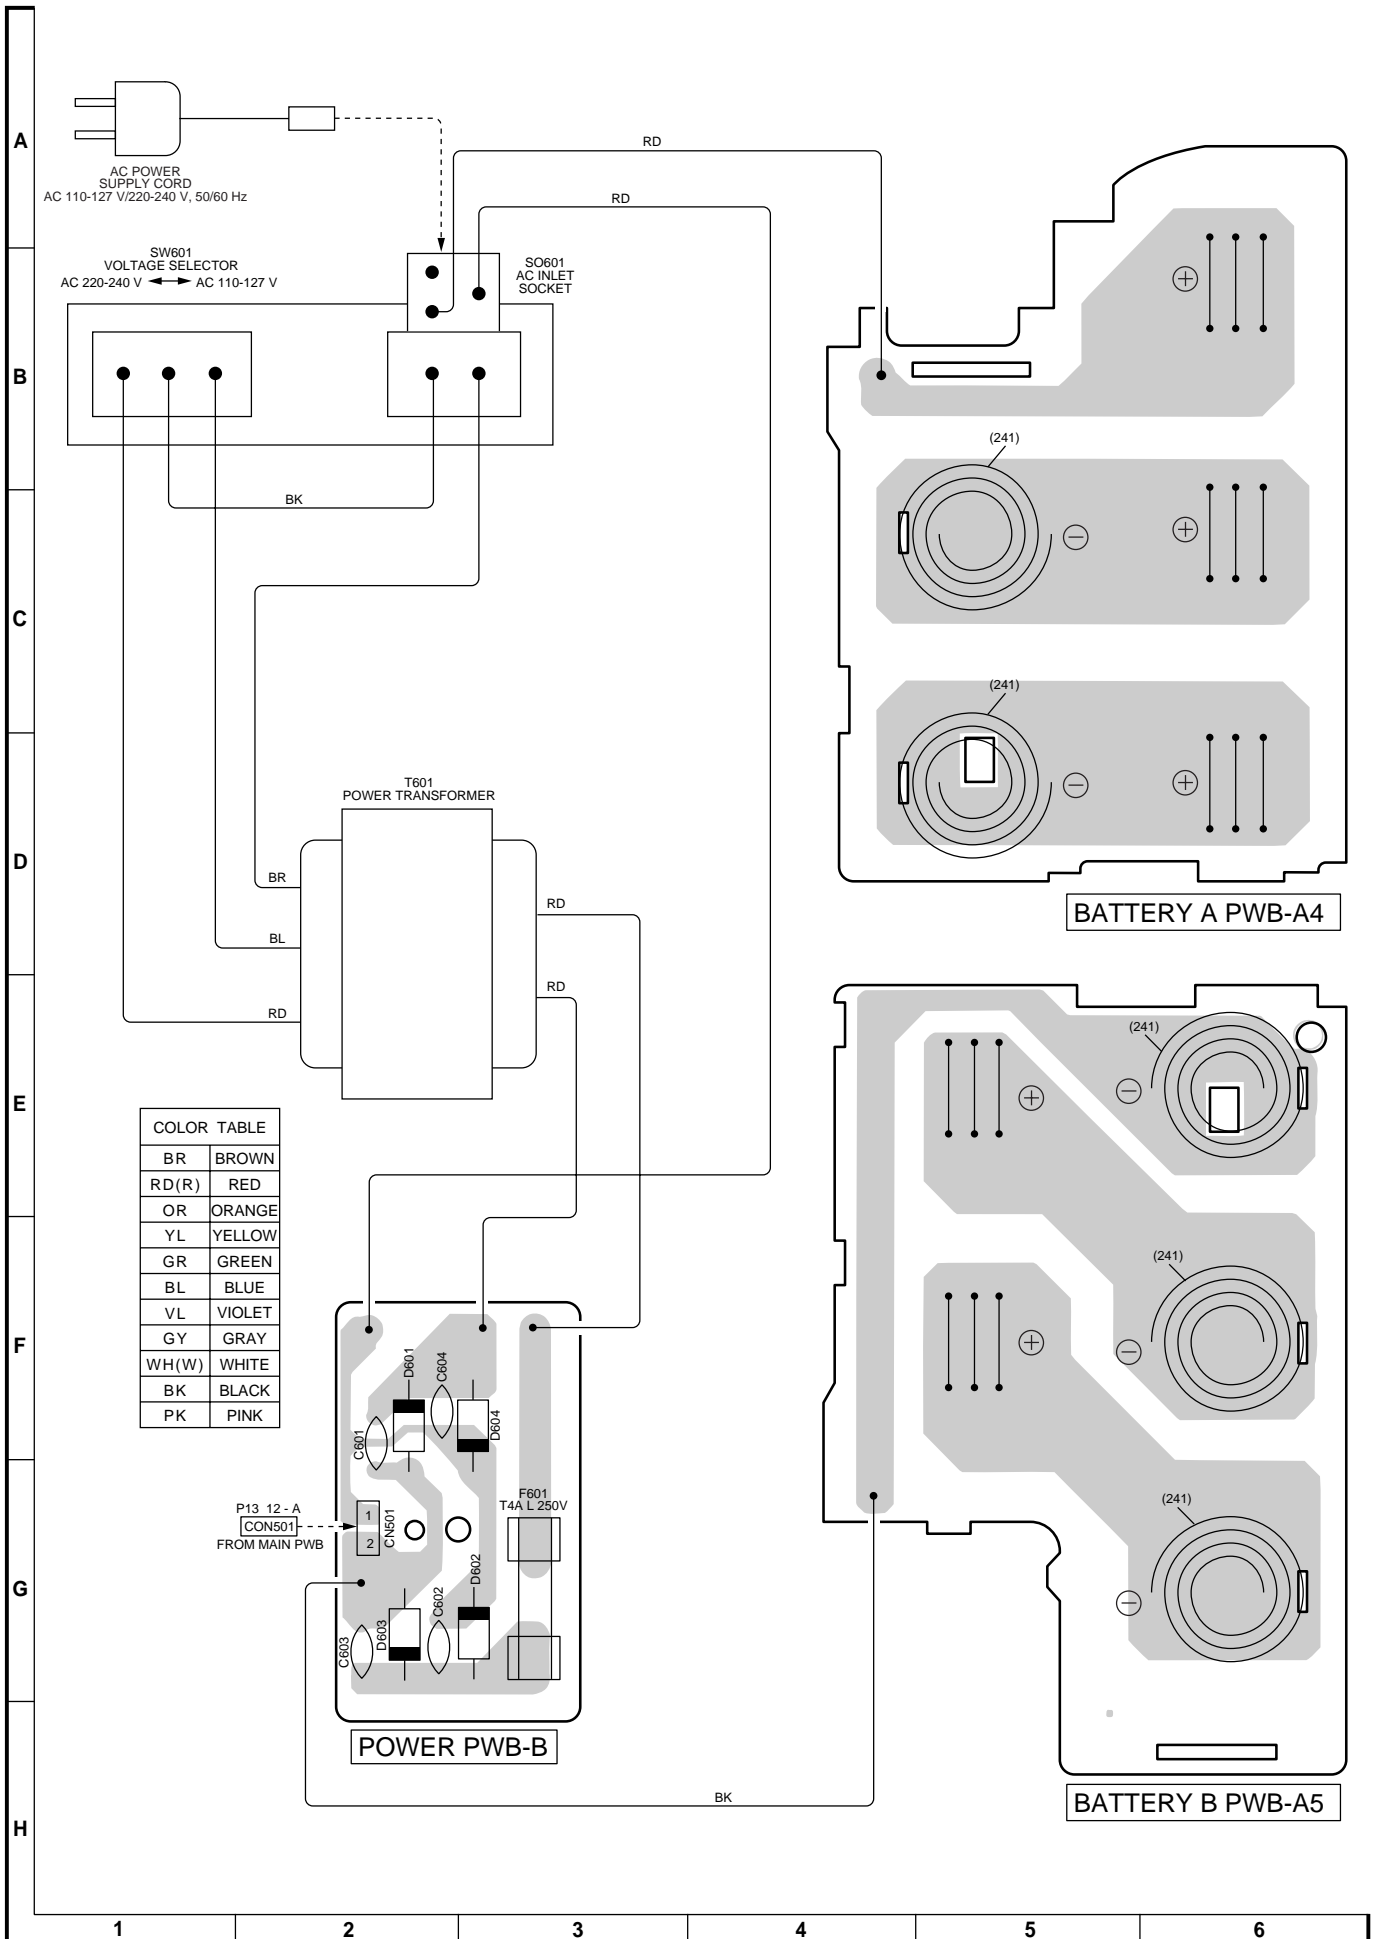 A
AC POWER
SUPPLY CORD
AC 110-127 V/220-240 V, 50/60 Hz
RD
RD
SW601
VOLTAGE SELECTOR
AC 220-240 V
AC 110-127 V
SO601
AC INLET
SOCKET
+
B
(241)
BK
−
+
C
(241)
−
+
T601
POWER TRANSFORMER
D
BR
BL
RD
RD
RD
BATTERY A PWB-A4
(241)
+
−
E
COLOR TABLE
BR BROWN
RD(R) RED
OR ORANGE
YL YELLOW
GR GREEN
BL BLUE
VL VIOLET
GY GRAY
WH(W) WHITE
BK BLACK
PK PINK
(241)
+
−
F
D601
C604
C601
D604
F601
T4A L 250V
P13 12 - A
CON501
FROM MAIN PWB
1
2
CN501
(241)
−
G
D602
C602
D603
C603
POWER PWB-B
BK
BATTERY B PWB-A5
H
1
2
3
4
5
6